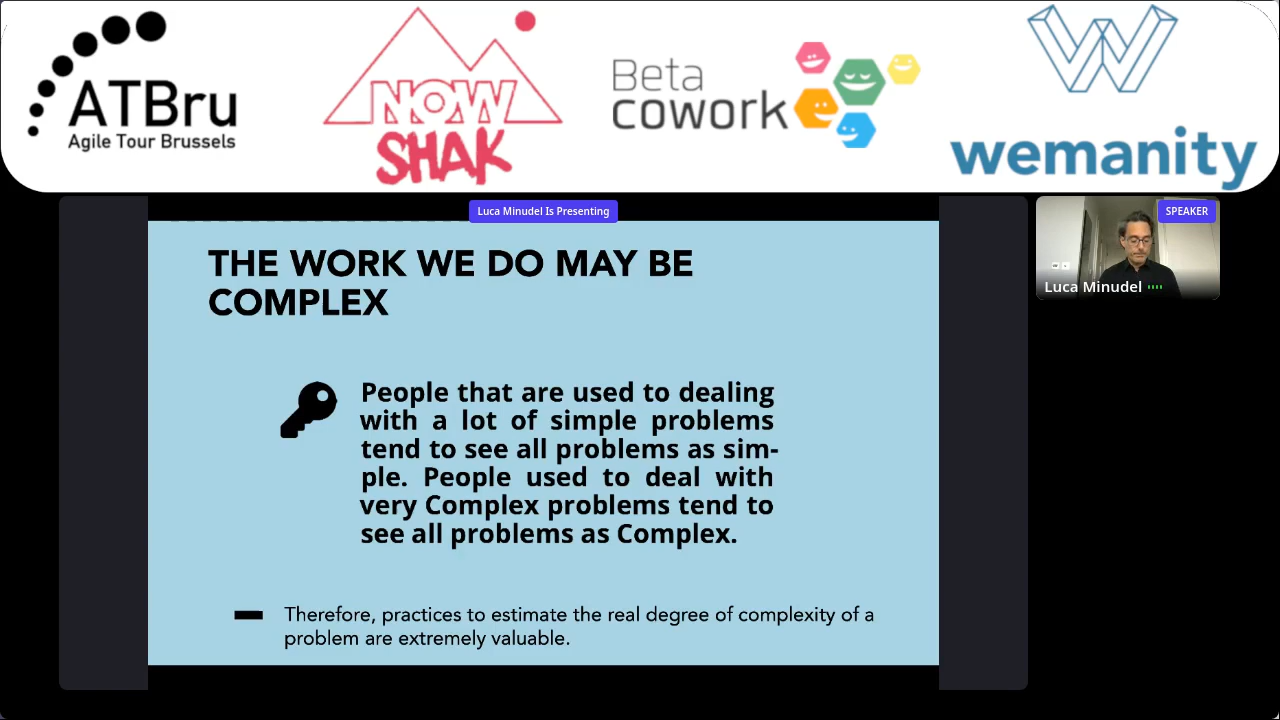 ATBru
Agile Tour Brussels
NOW
SHAK
Beta
cowork
wemanity
Luca Minudel Is Presenting
SPEAKER
Luca Minudel
THE WORK WE DO MAY BE
COMPLEX
People that are used to dealing
with a lot of simple problems
tend to see all problems as sim-
ple. People used to deal with
very Complex problems tend to
see all problems as Complex.
Therefore, practices to estimate the real degree of complexity of a
problem are extremely valuable.